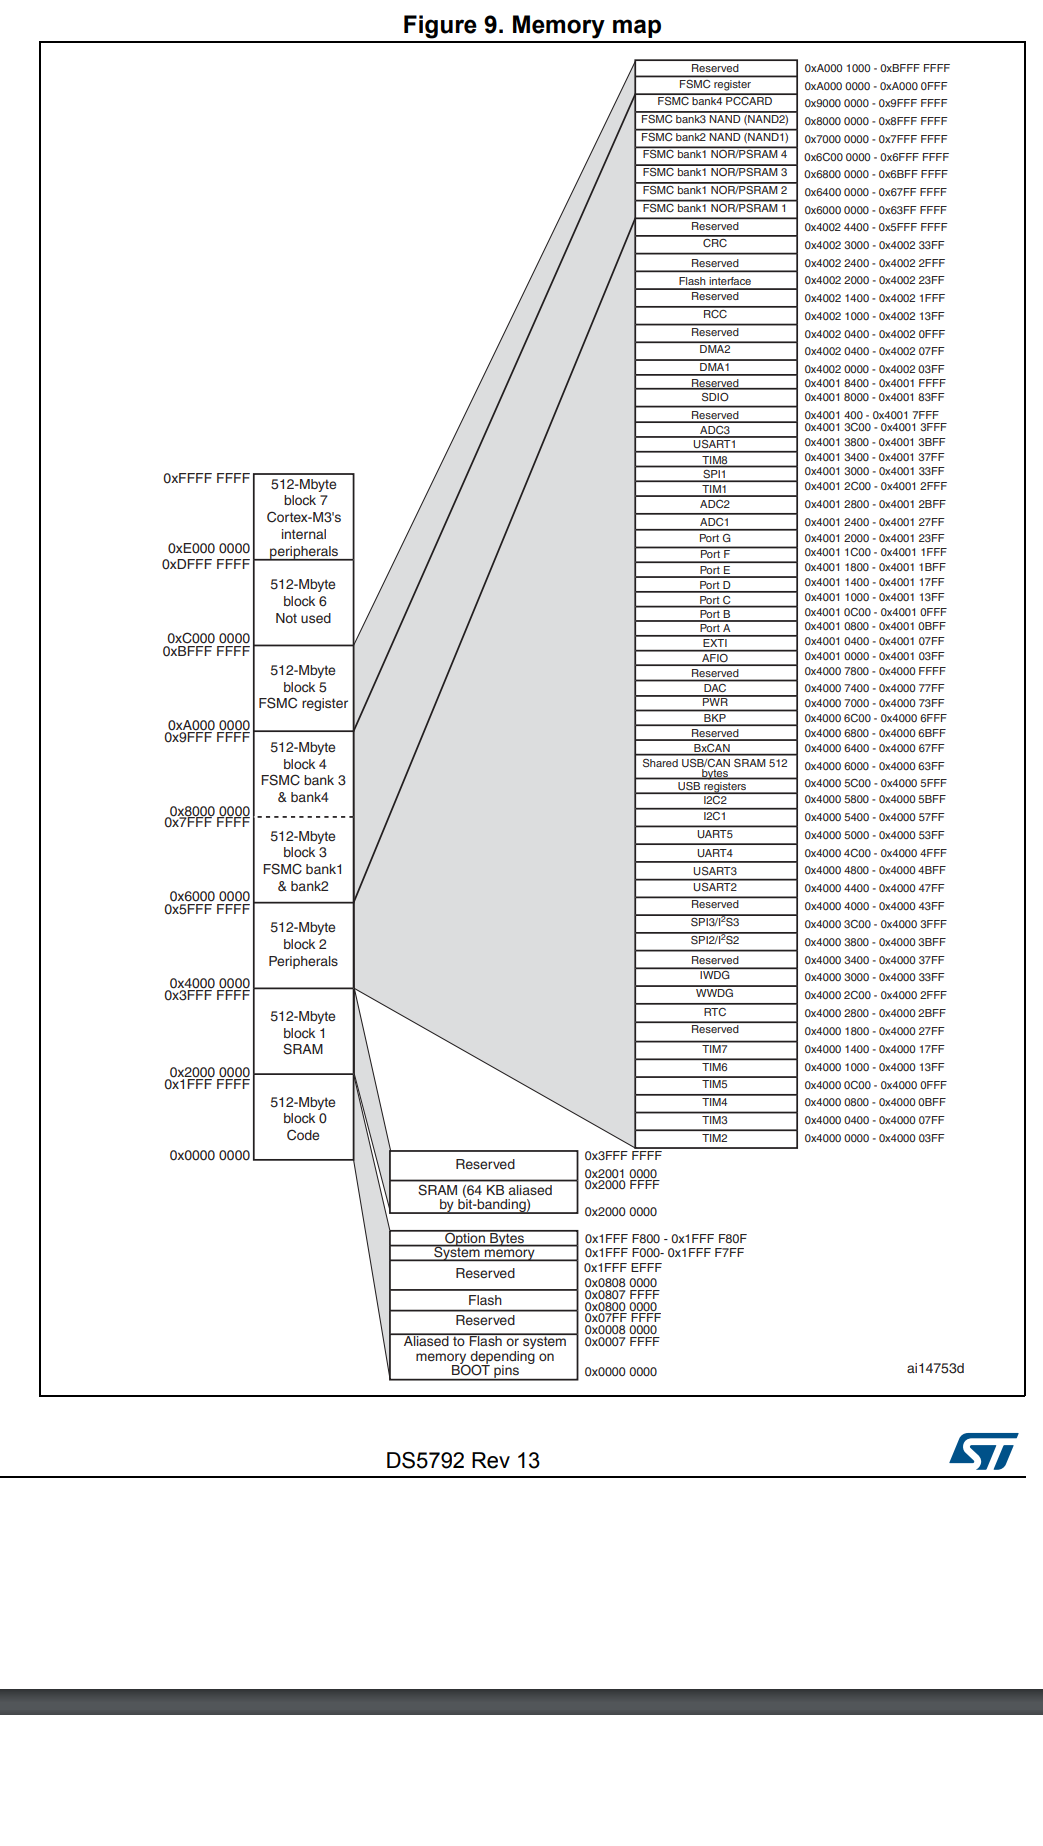 Figure 9. Memory map
Reserved 0xA000 1000 - 0xBFFF FFFF
FSMC register 0xA000 0000 - 0xA000 0FFF
FSMC bank4 PCCARD 0x9000 0000 - 0x9FFF FFFF
FSMC bank3 NAND (NAND2) 0x8000 0000 - 0x8FFF FFFF
FSMC bank2 NAND (NAND1) 0x7000 0000 - 0x7FFF FFFF
FSMC bank1 NOR/PSRAM 4 0x6C00 0000 - 0x6FFF FFFF
FSMC bank1 NOR/PSRAM 3 0x6800 0000 - 0x6BFF FFFF
FSMC bank1 NOR/PSRAM 2 0x6400 0000 - 0x67FF FFFF
FSMC bank1 NOR/PSRAM 1 0x6000 0000 - 0x63FF FFFF
Reserved 0x4002 4400 - 0x5FFF FFFF
CRC 0x4002 3000 - 0x4002 33FF
Reserved 0x4002 2400 - 0x4002 2FFF
Flash interface 0x4002 2000 - 0x4002 23FF
Reserved 0x4002 1400 - 0x4002 1FFF
RCC 0x4002 1000 - 0x4002 13FF
Reserved 0x4002 0400 - 0x4002 0FFF
DMA2 0x4002 0400 - 0x4002 07FF
DMA1 0x4002 0000 - 0x4002 03FF
Reserved 0x4001 8400 - 0x4001 FFFF
SDIO 0x4001 8000 - 0x4001 83FF
Reserved 0x4001 400 - 0x4001 7FFF
ADC3 0x4001 3C00 - 0x4001 3FFF
USART1 0x4001 3800 - 0x4001 3BFF
TIM8 0x4001 3400 - 0x4001 37FF
SPI1 0x4001 3000 - 0x4001 33FF
TIM1 0x4001 2C00 - 0x4001 2FFF
ADC2 0x4001 2800 - 0x4001 2BFF
ADC1 0x4001 2400 - 0x4001 27FF
Port G 0x4001 2000 - 0x4001 23FF
Port F 0x4001 1C00 - 0x4001 1FFF
Port E 0x4001 1800 - 0x4001 1BFF
Port D 0x4001 1400 - 0x4001 17FF
Port C 0x4001 1000 - 0x4001 13FF
Port B 0x4001 0C00 - 0x4001 0FFF
Port A 0x4001 0800 - 0x4001 0BFF
EXTI 0x4001 0400 - 0x4001 07FF
AFIO 0x4001 0000 - 0x4001 03FF
Reserved 0x4000 7800 - 0x4000 FFFF
DAC 0x4000 7400 - 0x4000 77FF
PWR 0x4000 7000 - 0x4000 73FF
BKP 0x4000 6C00 - 0x4000 6FFF
Reserved 0x4000 6800 - 0x4000 6BFF
BxCAN 0x4000 6400 - 0x4000 67FF
Shared USB/CAN SRAM 512
bytes 0x4000 6000 - 0x4000 63FF
USB registers 0x4000 5C00 - 0x4000 5FFF
I2C2 0x4000 5800 - 0x4000 5BFF
I2C1 0x4000 5400 - 0x4000 57FF
UART5 0x4000 5000 - 0x4000 53FF
UART4 0x4000 4C00 - 0x4000 4FFF
USART3 0x4000 4800 - 0x4000 4BFF
USART2 0x4000 4400 - 0x4000 47FF
Reserved 0x4000 4000 - 0x4000 43FF
SPI3/I²S3 0x4000 3C00 - 0x4000 3FFF
SPI2/I²S2 0x4000 3800 - 0x4000 3BFF
Reserved 0x4000 3400 - 0x4000 37FF
IWDG 0x4000 3000 - 0x4000 33FF
WWDG 0x4000 2C00 - 0x4000 2FFF
RTC 0x4000 2800 - 0x4000 2BFF
Reserved 0x4000 1800 - 0x4000 27FF
TIM7 0x4000 1400 - 0x4000 17FF
TIM6 0x4000 1000 - 0x4000 13FF
TIM5 0x4000 0C00 - 0x4000 0FFF
TIM4 0x4000 0800 - 0x4000 0BFF
TIM3 0x4000 0400 - 0x4000 07FF
TIM2 0x4000 0000 - 0x4000 03FF
0xFFFF FFFF
512-Mbyte
block 7
Cortex-M3's
internal
peripherals
0xE000 0000
0xDFFF FFFF
512-Mbyte
block 6
Not used
0xC000 0000
0xBFFF FFFF
512-Mbyte
block 5
FSMC register
0xA000 0000
0x9FFF FFFF
512-Mbyte
block 4
FSMC bank 3
& bank4
0x8000 0000
0x7FFF FFFF
512-Mbyte
block 3
FSMC bank1
& bank2
0x6000 0000
0x5FFF FFFF
512-Mbyte
block 2
Peripherals
0x4000 0000
0x3FFF FFFF
512-Mbyte
block 1
SRAM
0x2000 0000
0x1FFF FFFF
512-Mbyte
block 0
Code
0x0000 0000
0x3FFF FFFF
Reserved
0x2001 0000
0x2000 FFFF
SRAM (64 KB aliased
by bit-banding)
0x2000 0000
Option Bytes 0x1FFF F800 - 0x1FFF F80F
System memory 0x1FFF F000- 0x1FFF F7FF
0x1FFF EFFF
Reserved
0x0808 0000
0x0807 FFFF
Flash
0x0800 0000
0x07FF FFFF
Reserved
0x0008 0000
0x0007 FFFF
Aliased to Flash or system
memory depending on
BOOT pins
0x0000 0000
ai14753d
DS5792 Rev 13
ST